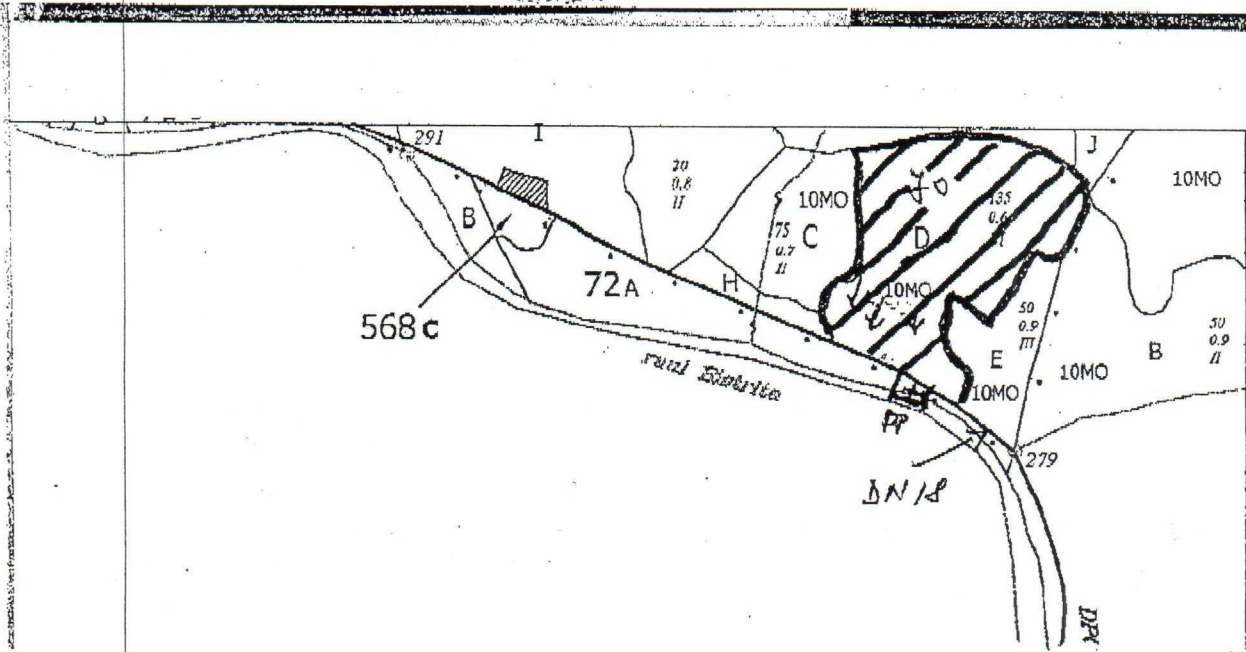 291
I
J
20
0,8
II
10MO
10MO
B
C
75
0,7
II
D
135
0.6
10MO
72A
H
568C
50
0.9
III
E
10MO
10MO
B
50
0.9
II
raul Bistrita
PP
DN 18
279